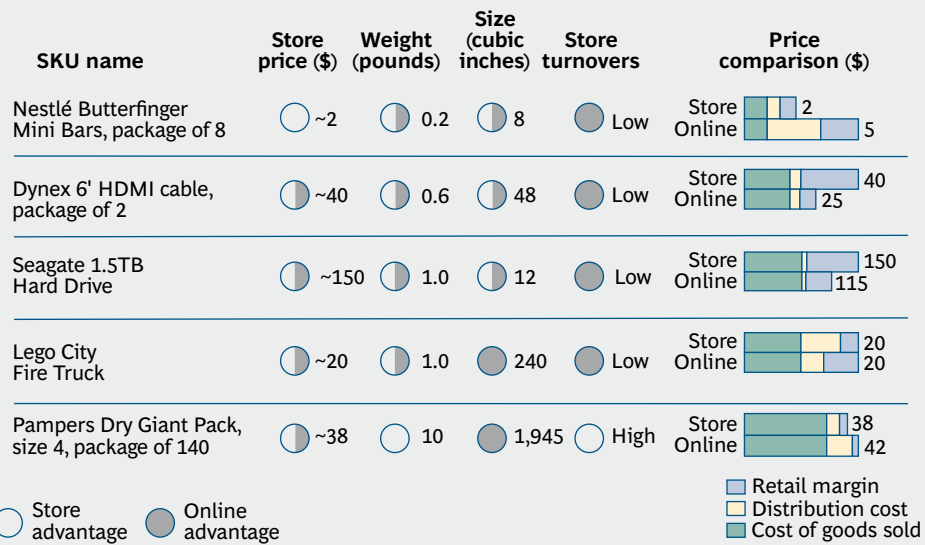 SKU name
Store
price ($)
Weight
(pounds)
Size
(cubic
inches)
Store
turnovers
Price
comparison ($)
Nestlé Butterfinger
Mini Bars, package of 8
~2
0.2
8
Low
Store
2
Online
5
Dynex 6' HDMI cable,
package of 2
~40
0.6
48
Low
Store
40
Online
25
Seagate 1.5TB
Hard Drive
~150
1.0
12
Low
Store
150
Online
115
Lego City
Fire Truck
~20
1.0
240
Low
Store
20
Online
20
Pampers Dry Giant Pack,
size 4, package of 140
~38
10
1,945
High
Store
38
Online
42
Store
advantage
Online
advantage
Retail margin
Distribution cost
Cost of goods sold